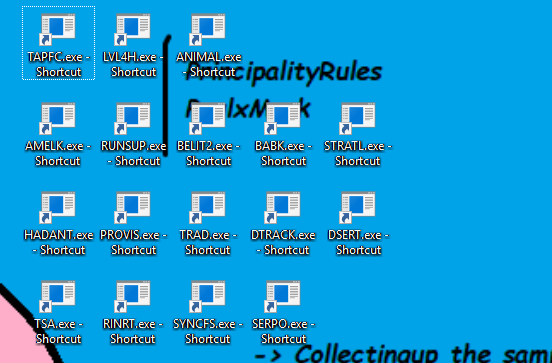 TAPFC.exe - Shortcut
LVL4H.exe - Shortcut
ANIMAL.exe - Shortcut
PrincipalityRules
AMELK.exe - Shortcut
RUNSUP.exe - Shortcut
BELIT2.exe - Shortcut
BABK.exe - Shortcut
STRATL.exe - Shortcut
HADANT.exe - Shortcut
PROVIS.exe - Shortcut
TRAD.exe - Shortcut
DTRACK.exe - Shortcut
DSERT.exe - Shortcut
TSA.exe - Shortcut
RINRT.exe - Shortcut
SYNCFS.exe - Shortcut
SERPO.exe - Shortcut
-> Collectingup the sam